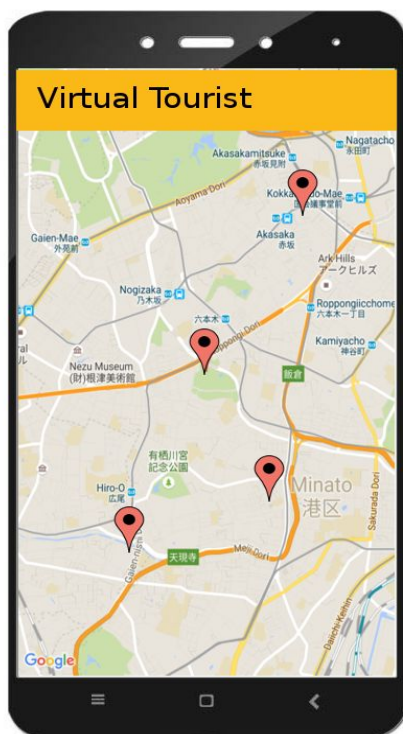 Virtual Tourist
Nagatacho
永田町
Akasakamitsuke
赤坂見附
Aoyama Dori
Gaien-Mae
外苑前
Akasaka
赤坂
Ark Hills
アークヒルズ
Nogizaka
乃木坂
Roppongiicchome
六本木一丁目
六本木
Roppongi Dori
Kamiyacho
神谷町
Nezu Museum
(財)根津美術館
飯倉
有栖川宮
記念公園
Hiro-O
広尾
Minato
港区
Sakurada Dori
Gaien-nishi
天現寺
Meiji Dori
Daiichi-Keihin
Google